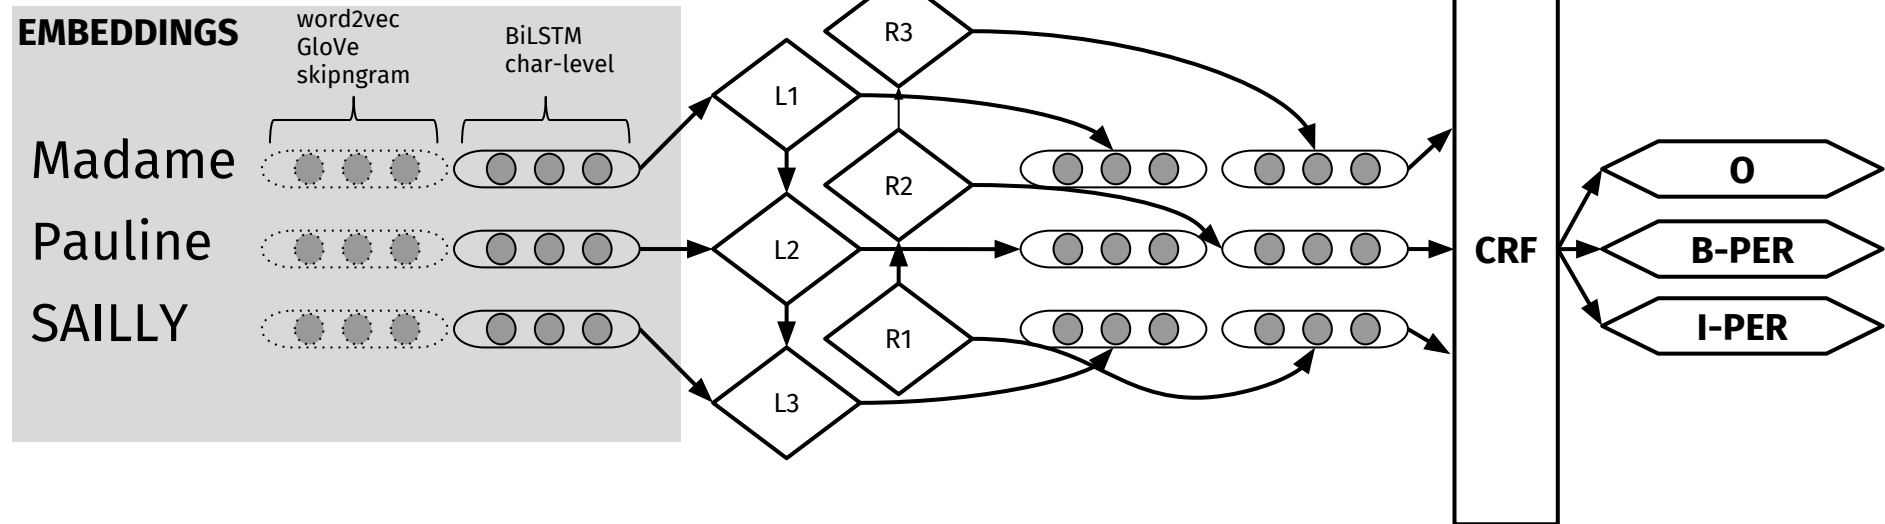 EMBEDDINGS
word2vec
GloVe
skipngram
BiLSTM
char-level
Madame
Pauline
SAILLY
L1
L2
L3
R3
R2
R1
CRF
O
B-PER
I-PER